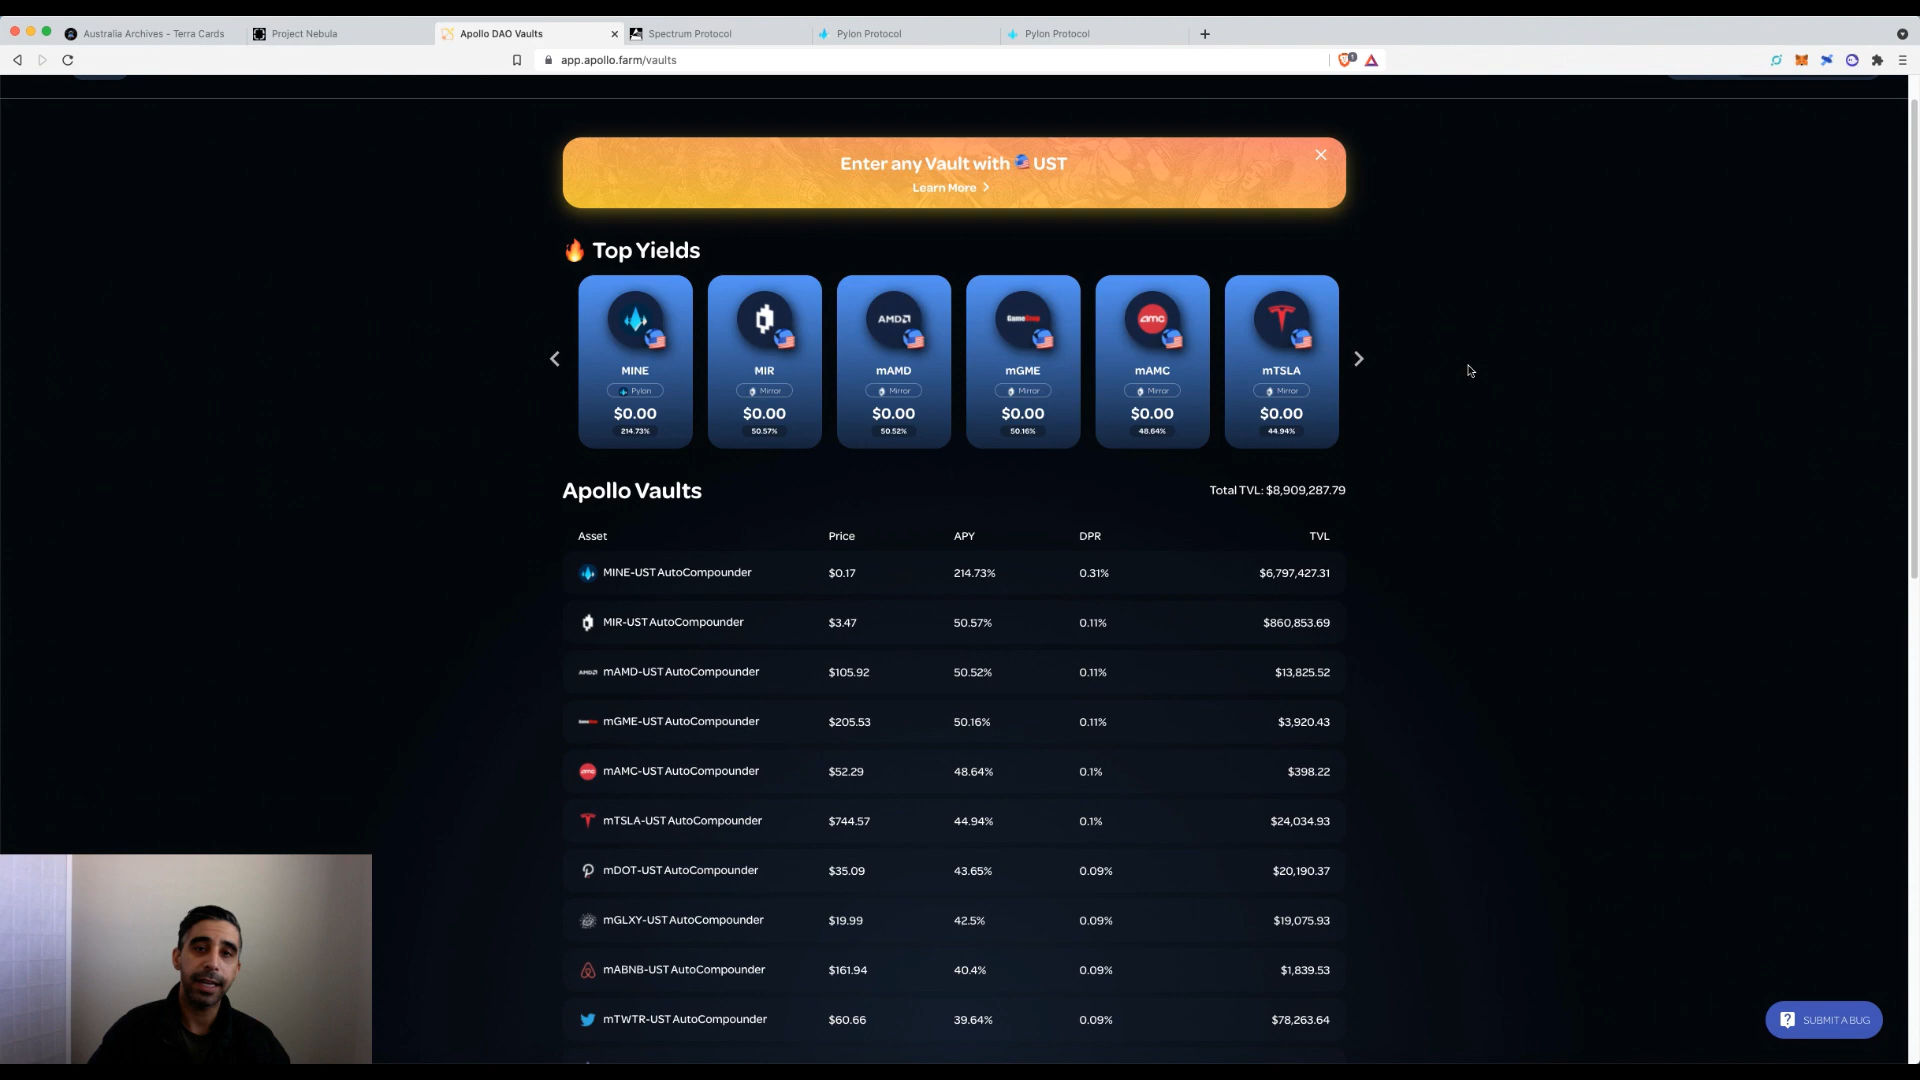 Australia Archives - Terra Cards
Project Nebula
Apollo DAO Vaults
Spectrum Protocol
Pylon Protocol
Pylon Protocol
app.apollo.farm/vaults
Enter any Vault with UST
Learn More
Top Yields
MINE
Pylon
$0.00
214.73%
MIR
Mirror
$0.00
50.57%
AMD
mAMD
Mirror
$0.00
50.52%
GameStop
mGME
Mirror
$0.00
50.16%
amc
mAMC
Mirror
$0.00
48.64%
mTSLA
Mirror
$0.00
44.94%
Apollo Vaults
Total TVL: $8,909,287.79
Asset Price APY DPR TVL
MINE-UST AutoCompounder $0.17 214.73% 0.31% $6,797,427.31
MIR-UST AutoCompounder $3.47 50.57% 0.11% $860,853.69
AMD mAMD-UST AutoCompounder $105.92 50.52% 0.11% $13,825.52
mGME-UST AutoCompounder $205.53 50.16% 0.11% $3,920.43
amc mAMC-UST AutoCompounder $52.29 48.64% 0.1% $398.22
mTSLA-UST AutoCompounder $744.57 44.94% 0.1% $24,034.93
mDOT-UST AutoCompounder $35.09 43.65% 0.09% $20,190.37
mGLXY-UST AutoCompounder $19.99 42.5% 0.09% $19,075.93
mABNB-UST AutoCompounder $161.94 40.4% 0.09% $1,839.53
mTWTR-UST AutoCompounder $60.66 39.64% 0.09% $78,263.64
SUBMIT A BUG